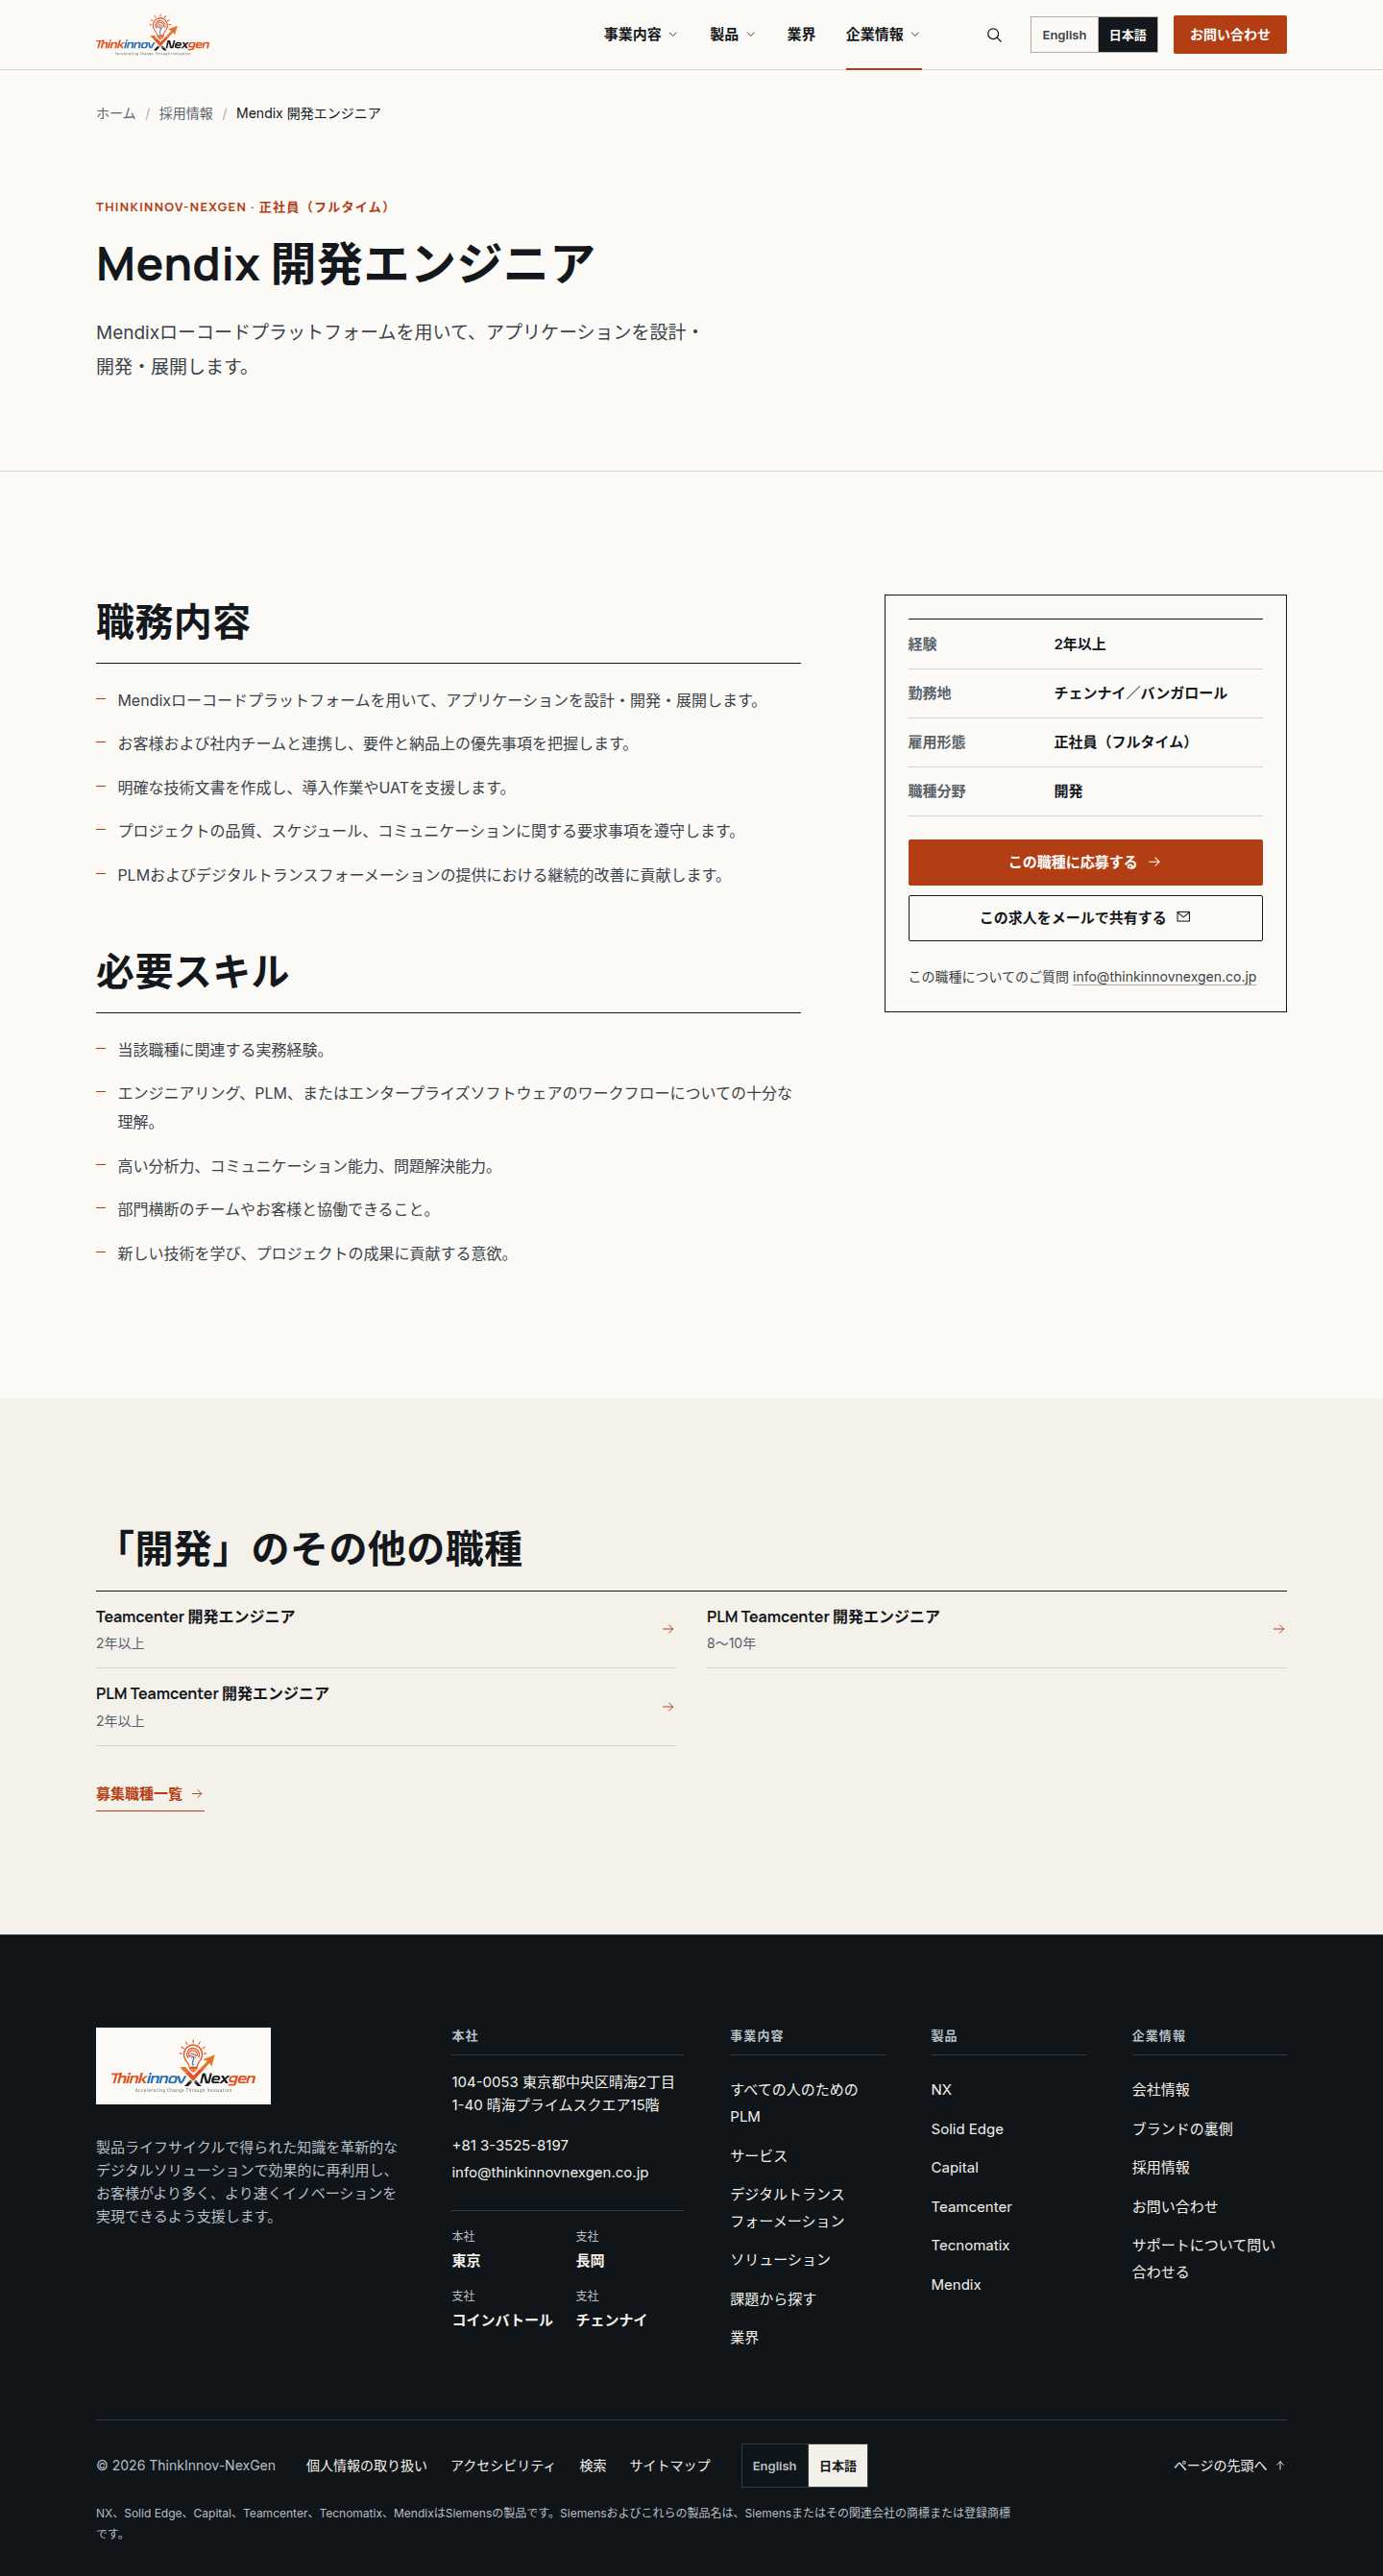 ThinkinnovXNexgen
Accelerating Change Through Innovation
事業内容
製品
業界
企業情報
English
日本語
お問い合わせ
ホーム / 採用情報 / Mendix 開発エンジニア
THINKINNOV-NEXGEN · 正社員（フルタイム）
Mendix 開発エンジニア
Mendixローコードプラットフォームを用いて、アプリケーションを設計・
開発・展開します。
職務内容
Mendixローコードプラットフォームを用いて、アプリケーションを設計・開発・展開します。
お客様および社内チームと連携し、要件と納品上の優先事項を把握します。
明確な技術文書を作成し、導入作業やUATを支援します。
プロジェクトの品質、スケジュール、コミュニケーションに関する要求事項を遵守します。
PLMおよびデジタルトランスフォーメーションの提供における継続的改善に貢献します。
必要スキル
当該職種に関連する実務経験。
エンジニアリング、PLM、またはエンタープライズソフトウェアのワークフローについての十分な
理解。
高い分析力、コミュニケーション能力、問題解決能力。
部門横断のチームやお客様と協働できること。
新しい技術を学び、プロジェクトの成果に貢献する意欲。
経験 2年以上
勤務地 チェンナイ／バンガロール
雇用形態 正社員（フルタイム）
職種分野 開発
この職種に応募する →
この求人をメールで共有する
この職種についてのご質問 info@thinkinnovnexgen.co.jp
「開発」のその他の職種
Teamcenter 開発エンジニア
2年以上
→
PLM Teamcenter 開発エンジニア
8〜10年
→
PLM Teamcenter 開発エンジニア
2年以上
→
募集職種一覧 →
ThinkinnovXNexgen
Accelerating Change Through Innovation
製品ライフサイクルで得られた知識を革新的な
デジタルソリューションで効果的に再利用し、
お客様がより多く、より速くイノベーションを
実現できるよう支援します。
本社
104-0053 東京都中央区晴海2丁目
1-40 晴海プライムスクエア15階
+81 3-3525-8197
info@thinkinnovnexgen.co.jp
本社
東京
支社
長岡
支社
コインバトール
支社
チェンナイ
事業内容
すべての人のための
PLM
サービス
デジタルトランス
フォーメーション
ソリューション
課題から探す
業界
製品
NX
Solid Edge
Capital
Teamcenter
Tecnomatix
Mendix
企業情報
会社情報
ブランドの裏側
採用情報
お問い合わせ
サポートについて問い
合わせる
© 2026 ThinkInnov-NexGen
個人情報の取り扱い
アクセシビリティ
検索
サイトマップ
English
日本語
ページの先頭へ ↑
NX、Solid Edge、Capital、Teamcenter、Tecnomatix、MendixはSiemensの製品です。Siemensおよびこれらの製品名は、Siemensまたはその関連会社の商標または登録商標
です。